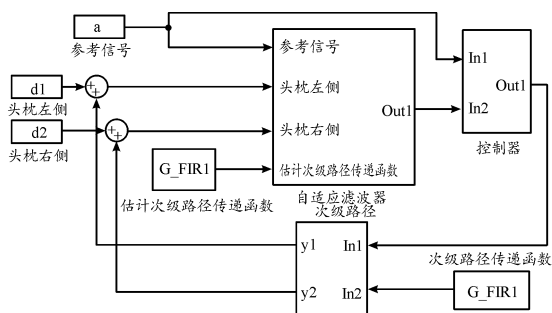 a
参考信号
d1
头枕左侧
d2
头枕右侧
++
++
G_FIR1
估计次级路径传递函数
参考信号
头枕左侧
头枕右侧
估计次级路径传递函数
Out1
自适应滤波器
In1
In2
Out1
控制器
次级路径
y1
y2
In1
In2
次级路径传递函数
G_FIR1